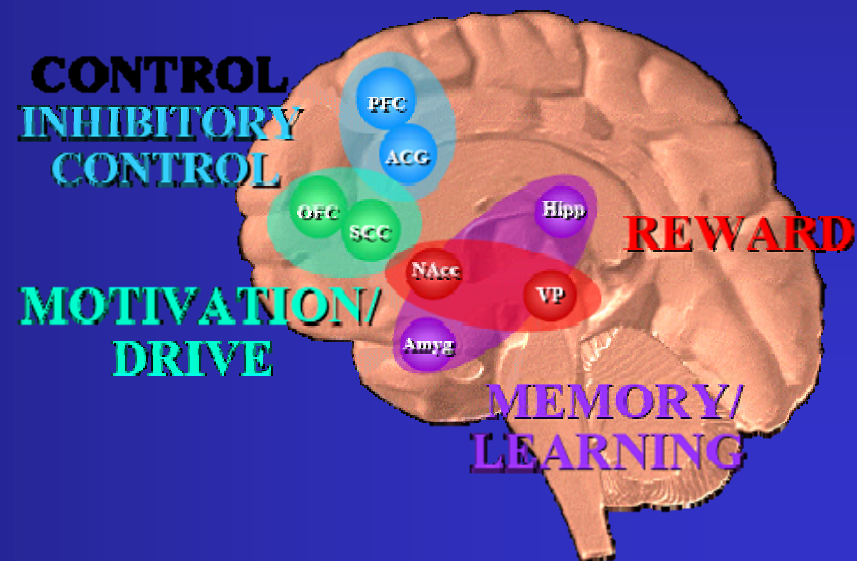 CONTROL
INHIBITORY
CONTROL
PFC
ACG
OFC
SCC
Hipp
REWARD
NAcc
VP
MOTIVATION/
DRIVE
Amyg
MEMORY/
LEARNING